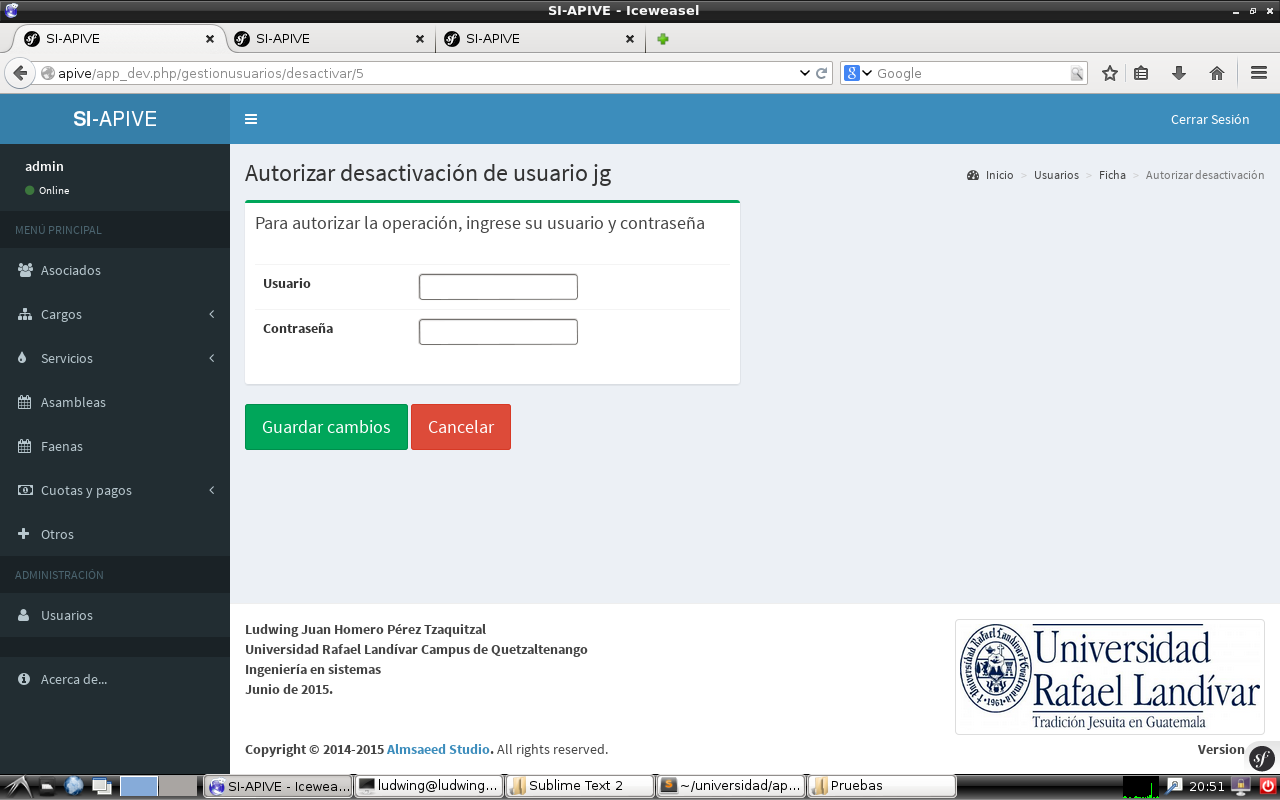 SI-APIVE - Iceweasel
SI-APIVE
SI-APIVE
SI-APIVE
apive/app_dev.php/gestionusuarios/desactivar/5
Google
SI-APIVE
Cerrar Sesión
admin
Online
MENÚ PRINCIPAL
Asociados
Cargos
Servicios
Asambleas
Faenas
Cuotas y pagos
Otros
ADMINISTRACIÓN
Usuarios
Acerca de...
Autorizar desactivación de usuario jg
Inicio > Usuarios > Ficha > Autorizar desactivación
Para autorizar la operación, ingrese su usuario y contraseña
Usuario
Contraseña
Guardar cambios
Cancelar
Ludwing Juan Homero Pérez Tzaquitzal
Universidad Rafael Landívar Campus de Quetzaltenango
Ingeniería en sistemas
Junio de 2015.
Universidad
Rafael Landívar
Tradición Jesuita en Guatemala
Copyright © 2014-2015 Almsaeed Studio. All rights reserved.
Version
SI-APIVE - Icewea...
ludwing@ludwing...
Sublime Text 2
~/universidad/ap...
Pruebas
20:51